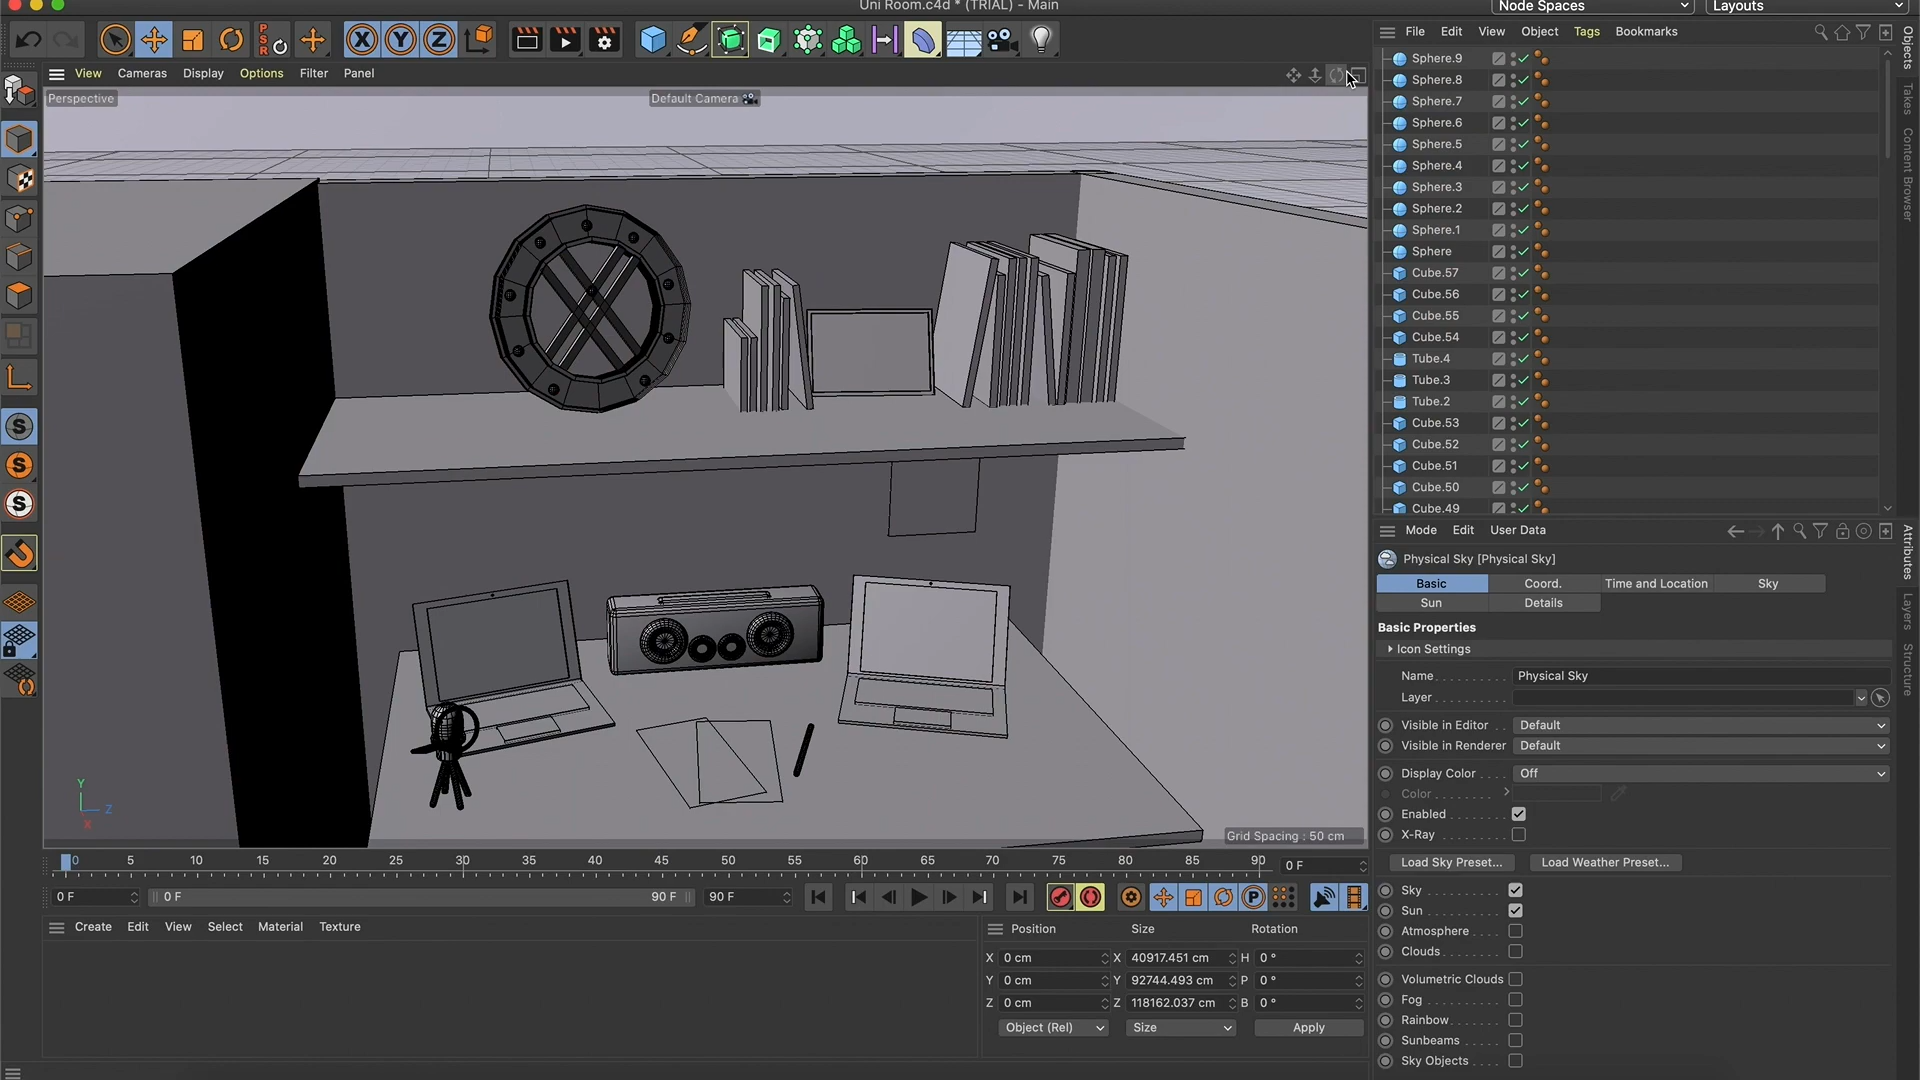 Uni Room.c4d * (TRIAL) - Main
Node Spaces
Layouts
P
S
R
X
Y
Z
File Edit View Object Tags Bookmarks
View Cameras Display Options Filter Panel
Perspective
Default Camera
Sphere.9
Sphere.8
Sphere.7
Sphere.6
Sphere.5
Sphere.4
Sphere.3
Sphere.2
Sphere.1
Sphere
Cube.57
Cube.56
Cube.55
Cube.54
Tube.4
Tube.3
Tube.2
Cube.53
Cube.52
Cube.51
Cube.50
Cube.49
Objects
Takes
Content Browser
S
S
S
Mode Edit User Data
Physical Sky [Physical Sky]
Basic Coord. Time and Location Sky
Sun Details
Basic Properties
Icon Settings
Name Physical Sky
Layer
Visible in Editor Default
Visible in Renderer Default
Display Color Off
Color
Enabled
X-Ray
Load Sky Preset... Load Weather Preset...
Sky
Sun
Atmosphere
Clouds
Volumetric Clouds
Fog
Rainbow
Sunbeams
Sky Objects
Attributes
Layers
Structure
Y
Z
X
Grid Spacing : 50 cm
0 5 10 15 20 25 30 35 40 45 50 55 60 65 70 75 80 85 90 0 F
0 F 0 F 90 F 90 F
P
Create Edit View Select Material Texture
Position Size Rotation
X 0 cm X 40917.451 cm H 0 °
Y 0 cm Y 92744.493 cm P 0 °
Z 0 cm Z 118162.037 cm B 0 °
Object (Rel) Size Apply